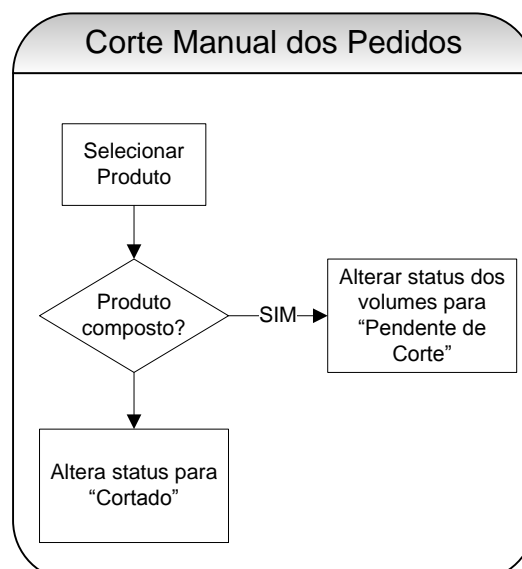 Corte Manual dos Pedidos
Selecionar
Produto
Produto
composto?
SIM
Alterar status dos
volumes para
“Pendente de
Corte”
Altera status para
“Cortado”